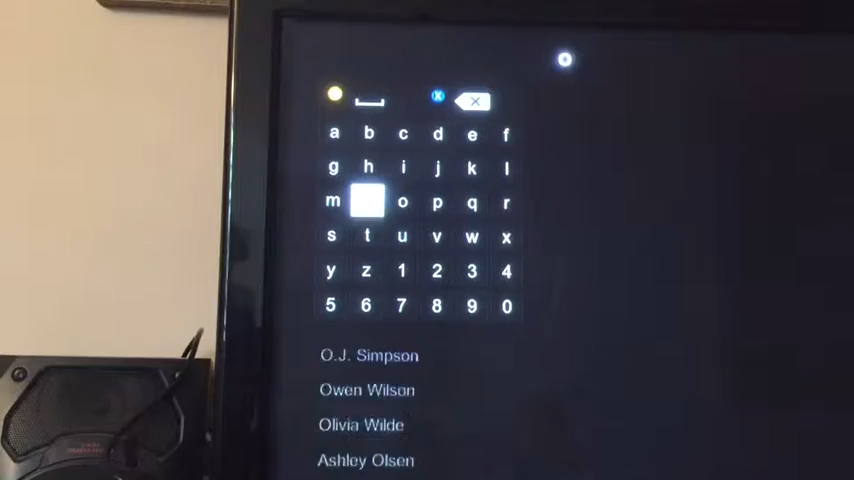 X
a b c d e f
g h i j k l
m o p q r
s t u v w x
y z 1 2 3 4
5 6 7 8 9 0
O.J. Simpson
Owen Wilson
Olivia Wilde
Ashley Olsen